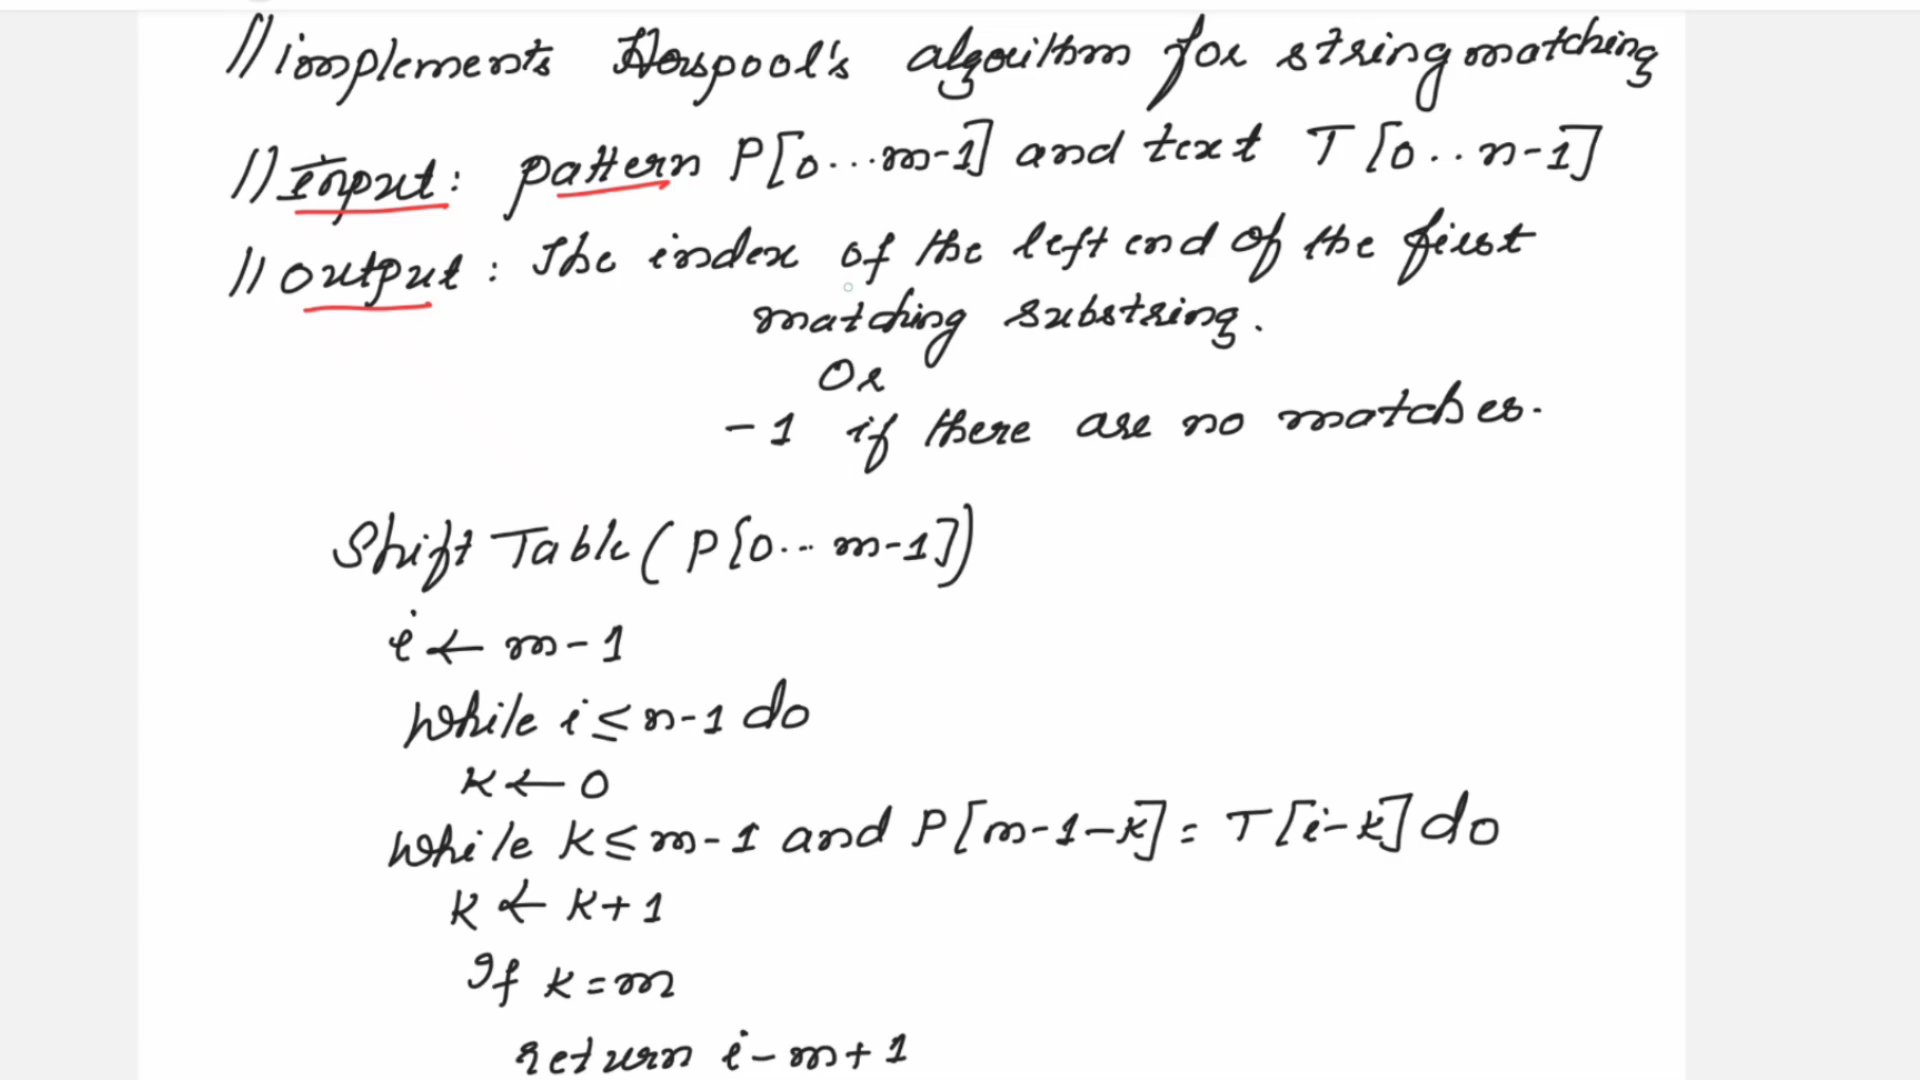 //implements Horspool's algorithm for string matching
//Input: pattern P[0...m-1] and text T[0..n-1]
//output: The index of the left end of the first
matching substring.
Or
-1 if there are no matches.
Shift Table(P[0...m-1])
i ← m-1
While i ≤ n-1 do
K ← 0
While K ≤ m-1 and P[m-1-K] = T[i-K] do
K ← K+1
If K = m
return i-m+1